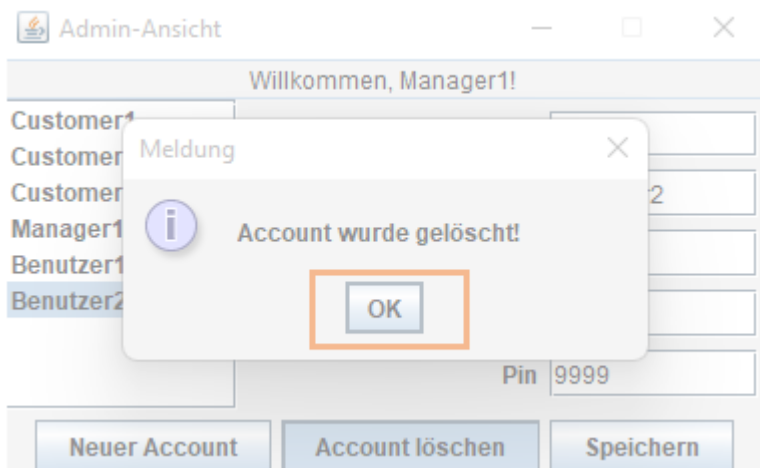 Admin-Ansicht
Willkommen, Manager1!
Customer1
Customer
Customer
Manager1
Benutzer1
Benutzer2
Meldung
Account wurde gelöscht!
OK
2
Pin 9999
Neuer Account Account löschen Speichern